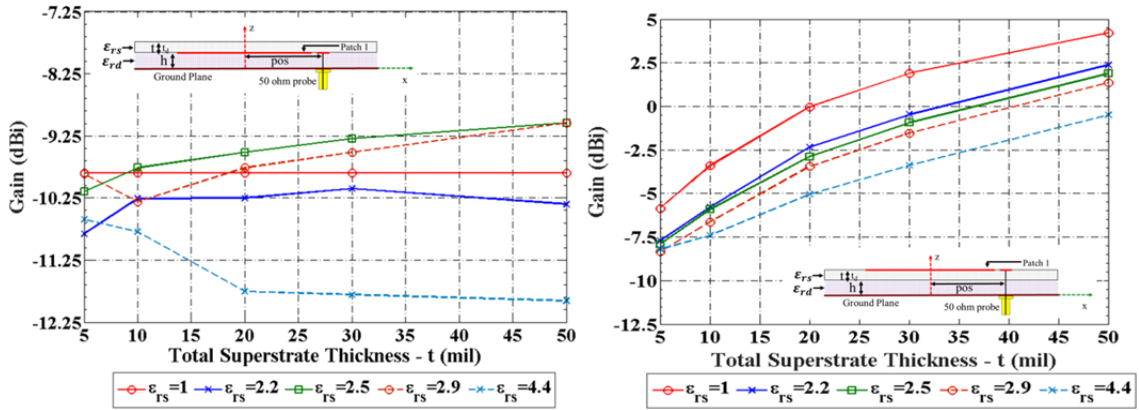 -7.25
-8.25
-9.25
-10.25
-11.25
-12.25
Gain (dBi)
5 10 15 20 25 30 35 40 45 50
Total Superstrate Thickness - t (mil)
z
εrs
εrd
t
td
h
Patch 1
pos
Ground Plane
50 ohm probe
x
εrs=1 εrs=2.2 εrs=2.5 εrs=2.9 εrs=4.4
5
2.5
0
-2.5
-5
-7.5
-10
-12.5
Gain (dBi)
5 10 15 20 25 30 35 40 45 50
Total Superstrate Thickness - t (mil)
z
εrs
εrd
t
td
h
Patch 1
pos
Ground Plane
50 ohm probe
x
εrs=1 εrs=2.2 εrs=2.5 εrs=2.9 εrs=4.4